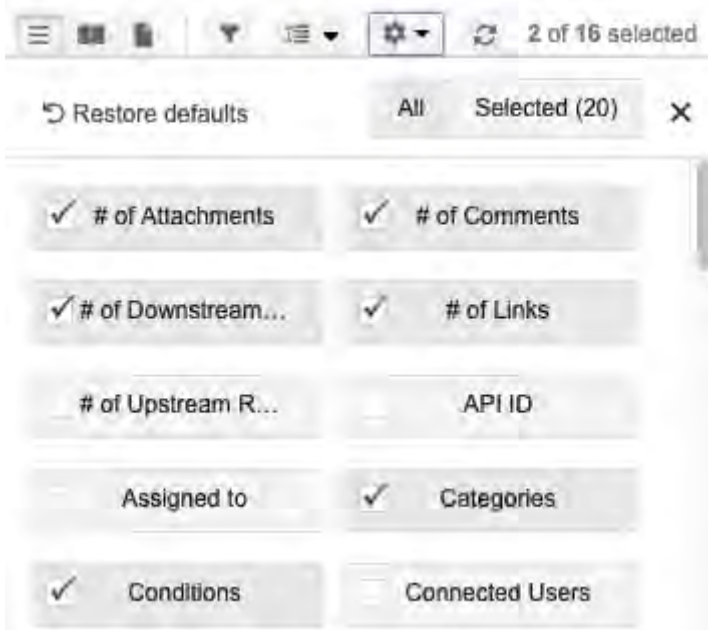 2 of 16 selected
Restore defaults All Selected (20)
# of Attachments # of Comments
# of Downstream... # of Links
# of Upstream R... API ID
Assigned to Categories
Conditions Connected Users